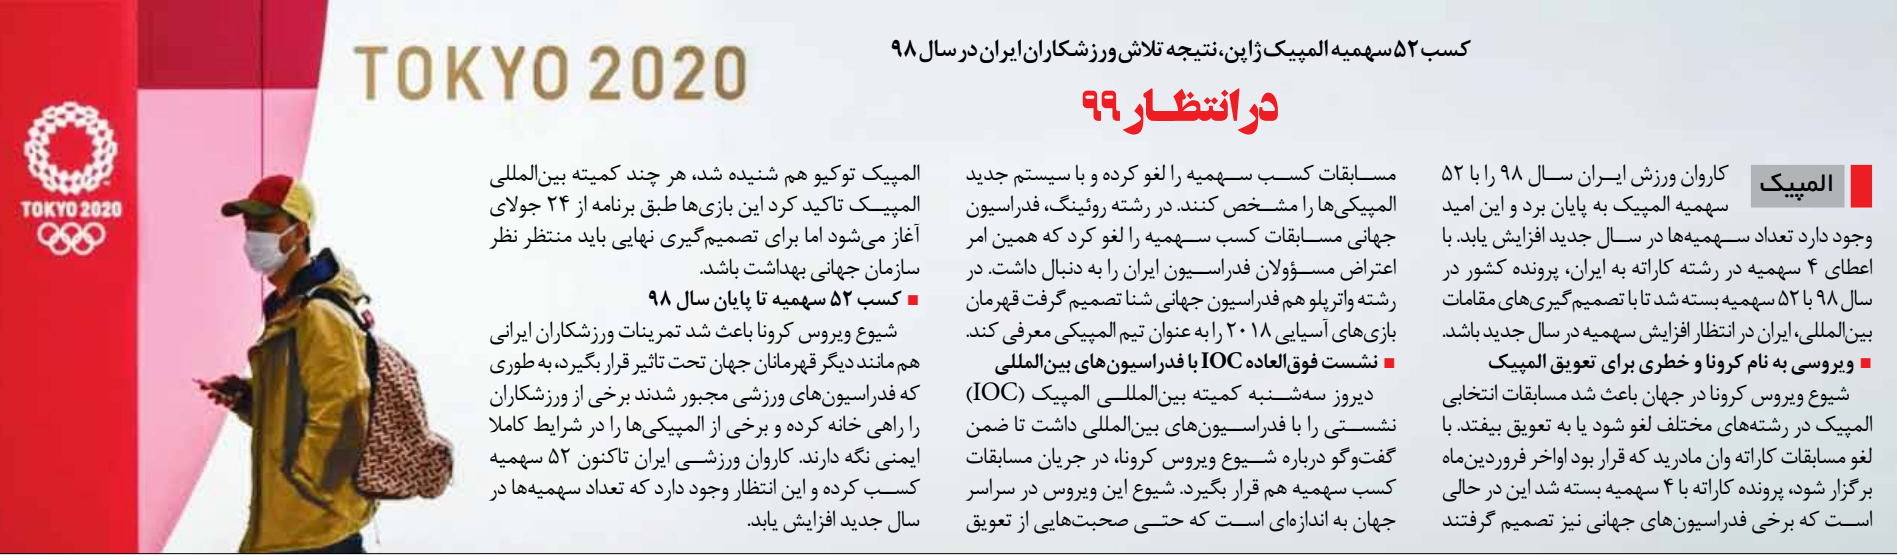 کسب ۵۲ سهمیه المپیک ژاپن، نتیجه تلاش ورزشکاران ایران در سال ۹۸
در انتظار ۹۹
المپیک
کاروان ورزش ایران سال ۹۸ را با ۵۲
سهمیه المپیک به پایان برد و این امید
وجود دارد تعداد سهمیه‌ها در سال جدید افزایش یابد. با
اعطای ۴ سهمیه در رشته کاراته به ایران، پرونده کشور در
سال ۹۸ با ۵۲ سهمیه بسته شد تا با تصمیم‌گیری‌های مقامات
بین‌المللی، ایران در انتظار افزایش سهمیه در سال جدید باشد.
ویروسی به نام کرونا و خطری برای تعویق المپیک
شیوع ویروس کرونا در جهان باعث شد مسابقات انتخابی
المپیک در رشته‌های مختلف لغو شود یا به تعویق بیفتد. با
لغو مسابقات کاراته وان مادرید که قرار بود اواخر فروردین‌ماه
برگزار شود، پرونده کاراته با ۴ سهمیه بسته شد این در حالی
است که برخی فدراسیون‌های جهانی نیز تصمیم گرفتند
مسابقات کسب سهمیه را لغو کرده و با سیستم جدید
المپیکی‌ها را مشخص کنند. در رشته روئینگ، فدراسیون
جهانی مسابقات کسب سهمیه را لغو کرد که همین امر
اعتراض مسؤولان فدراسیون ایران را به دنبال داشت. در
رشته واترپلو هم فدراسیون جهانی شنا تصمیم گرفت قهرمان
بازی‌های آسیایی ۲۰۱۸ را به عنوان تیم المپیکی معرفی کند.
نشست فوق‌العاده IOC با فدراسیون‌های بین‌المللی
دیروز سه‌شنبه کمیته بین‌المللی المپیک (IOC)
نشستی را با فدراسیون‌های بین‌المللی داشت تا ضمن
گفت‌وگو درباره شیوع ویروس کرونا، در جریان مسابقات
کسب سهمیه هم قرار بگیرد. شیوع این ویروس در سراسر
جهان به اندازه‌ای است که حتی صحبت‌هایی از تعویق
المپیک توکیو هم شنیده شد، هر چند کمیته بین‌المللی
المپیک تاکید کرد این بازی‌ها طبق برنامه از ۲۴ جولای
آغاز می‌شود اما برای تصمیم‌گیری نهایی باید منتظر نظر
سازمان جهانی بهداشت باشد.
کسب ۵۲ سهمیه تا پایان سال ۹۸
شیوع ویروس کرونا باعث شد تمرینات ورزشکاران ایرانی
هم مانند دیگر قهرمانان جهان تحت تاثیر قرار بگیرد، به طوری
که فدراسیون‌های ورزشی مجبور شدند برخی از ورزشکاران
را راهی خانه کرده و برخی از المپیکی‌ها را در شرایط کاملا
ایمنی نگه دارند. کاروان ورزشی ایران تاکنون ۵۲ سهمیه
کسب کرده و این انتظار وجود دارد که تعداد سهمیه‌ها در
سال جدید افزایش یابد.
TOKYO 2020
TOKYO 2020